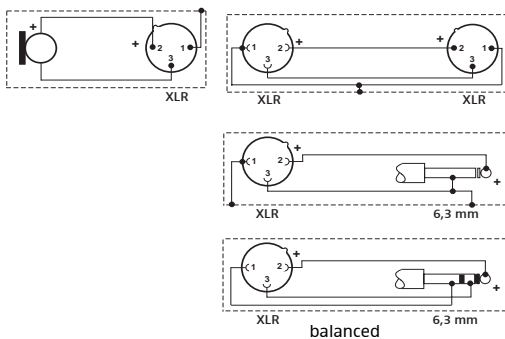 +
+ 2 1
3
XLR
1 2 + + 2 1
3 3
XLR XLR
1 2 +
3 +
XLR 6,3 mm
1 2 +
3 +
XLR 6,3 mm
balanced